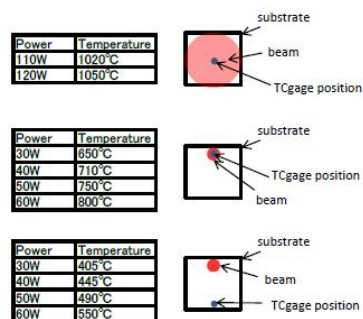 substrate
Power Temperature
110W 1020℃
120W 1050℃
beam
TCgage position
substrate
Power Temperature
30W 650℃
40W 710℃
50W 750℃
60W 800℃
TCgage position
beam
substrate
Power Temperature
30W 405℃
40W 445℃
50W 490℃
60W 550℃
beam
TCgage position